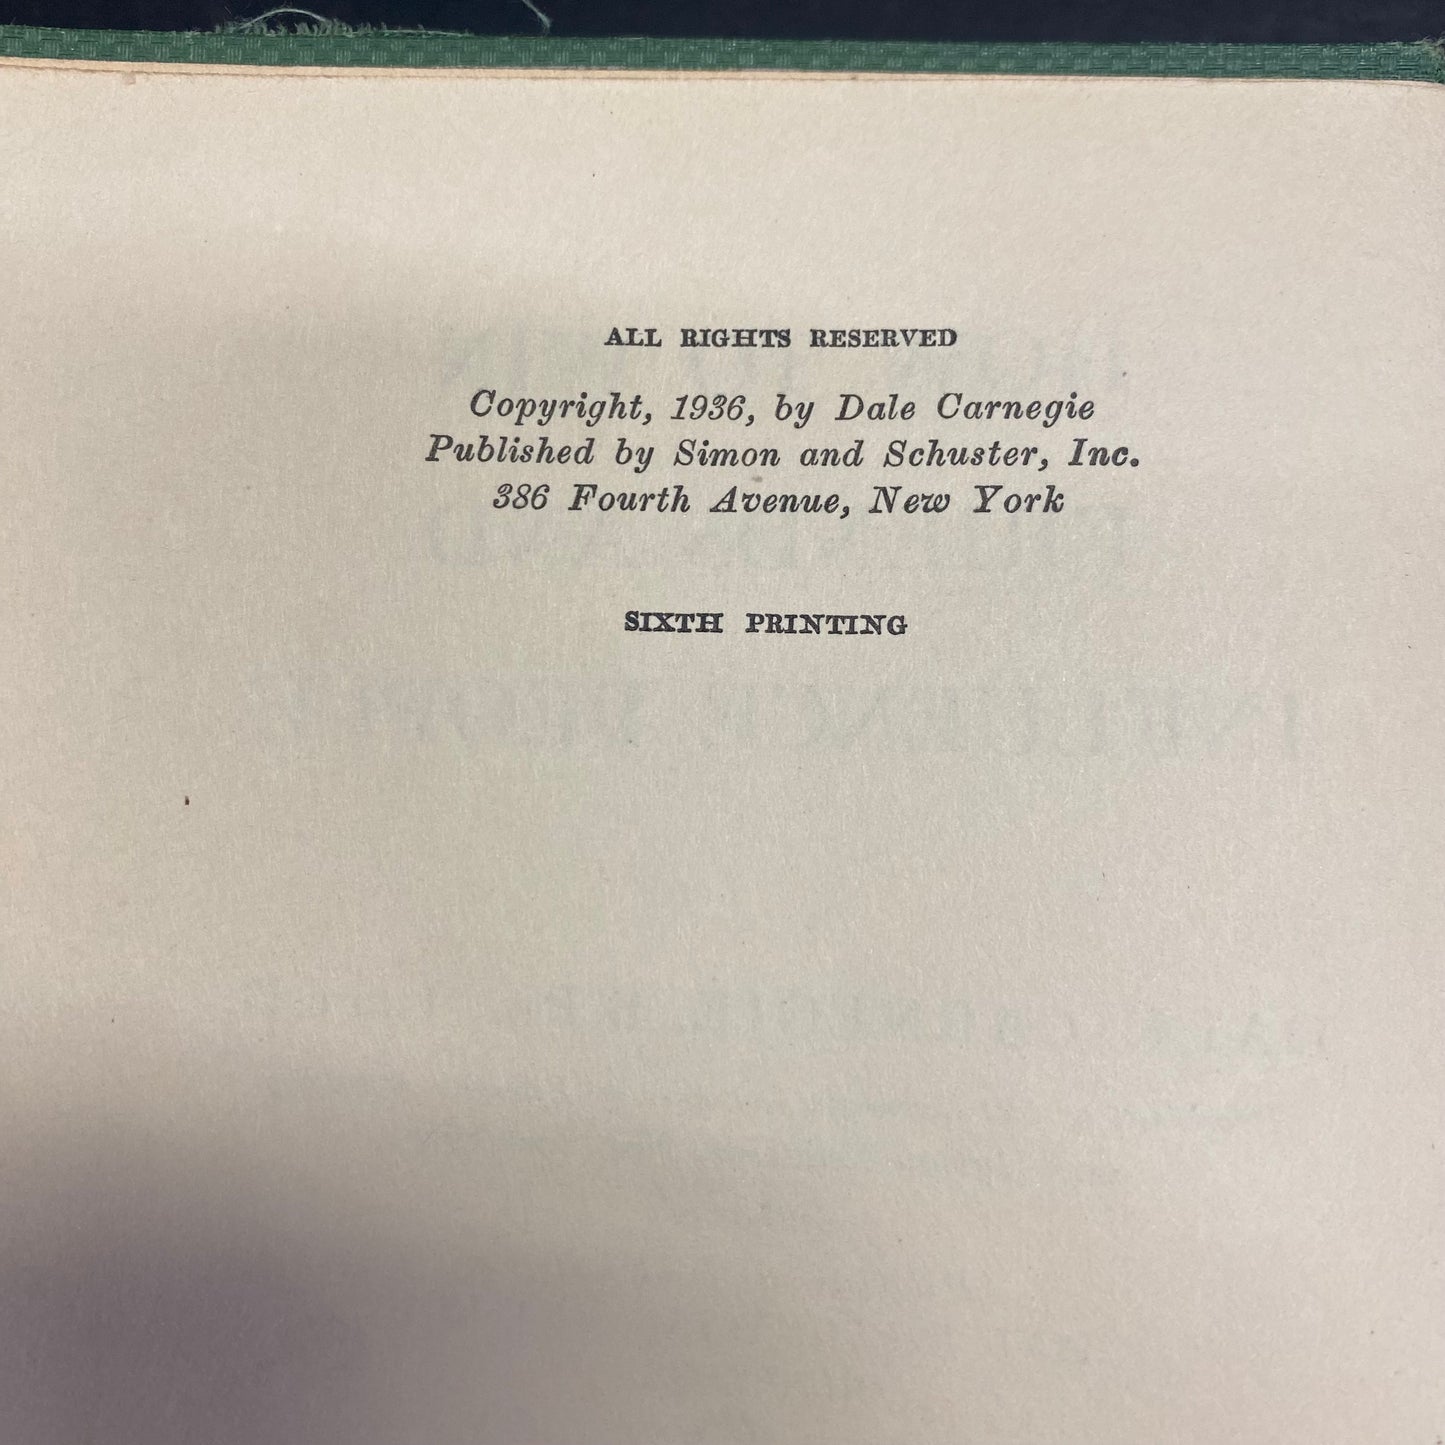 ALL RIGHTS RESERVED
Copyright, 1936, by Dale Carnegie
Published by Simon and Schuster, Inc.
386 Fourth Avenue, New York
SIXTH PRINTING